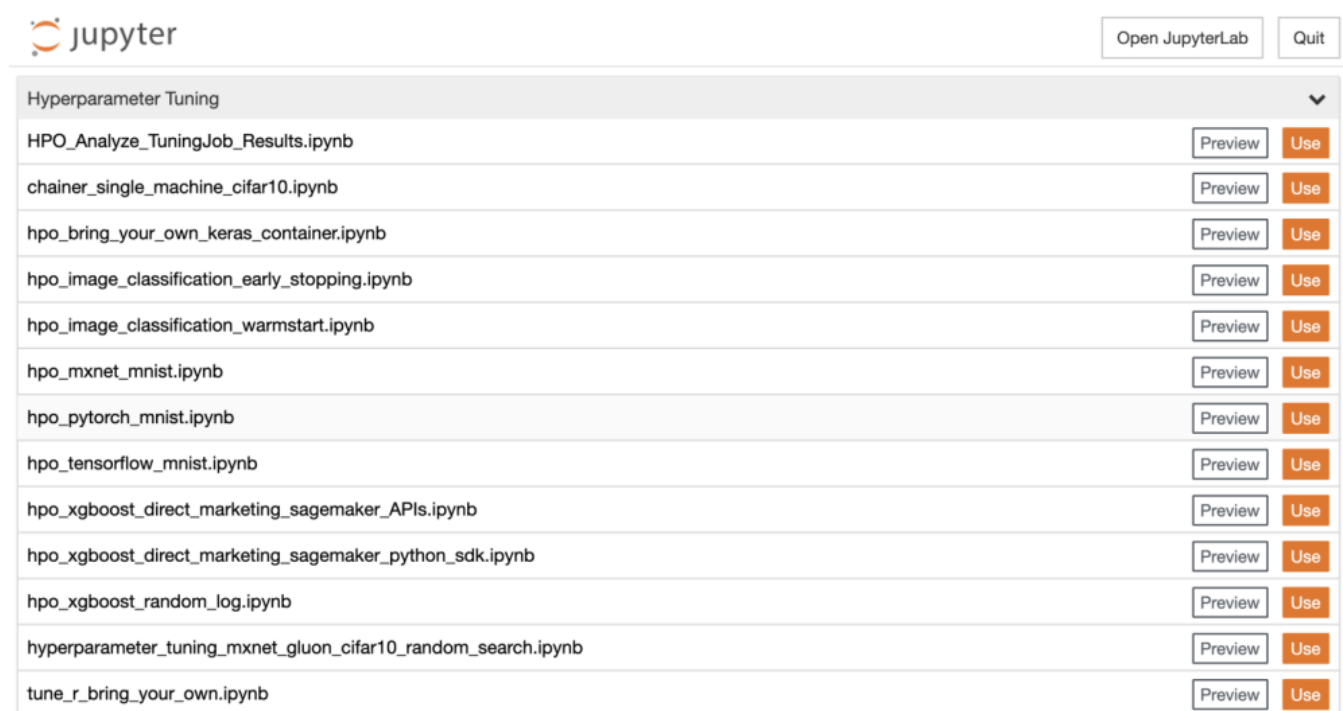 jupyter Open JupyterLab Quit
Hyperparameter Tuning
HPO_Analyze_TuningJob_Results.ipynb Preview Use
chainer_single_machine_cifar10.ipynb Preview Use
hpo_bring_your_own_keras_container.ipynb Preview Use
hpo_image_classification_early_stopping.ipynb Preview Use
hpo_image_classification_warmstart.ipynb Preview Use
hpo_mxnet_mnist.ipynb Preview Use
hpo_pytorch_mnist.ipynb Preview Use
hpo_tensorflow_mnist.ipynb Preview Use
hpo_xgboost_direct_marketing_sagemaker_APIs.ipynb Preview Use
hpo_xgboost_direct_marketing_sagemaker_python_sdk.ipynb Preview Use
hpo_xgboost_random_log.ipynb Preview Use
hyperparameter_tuning_mxnet_gluon_cifar10_random_search.ipynb Preview Use
tune_r_bring_your_own.ipynb Preview Use